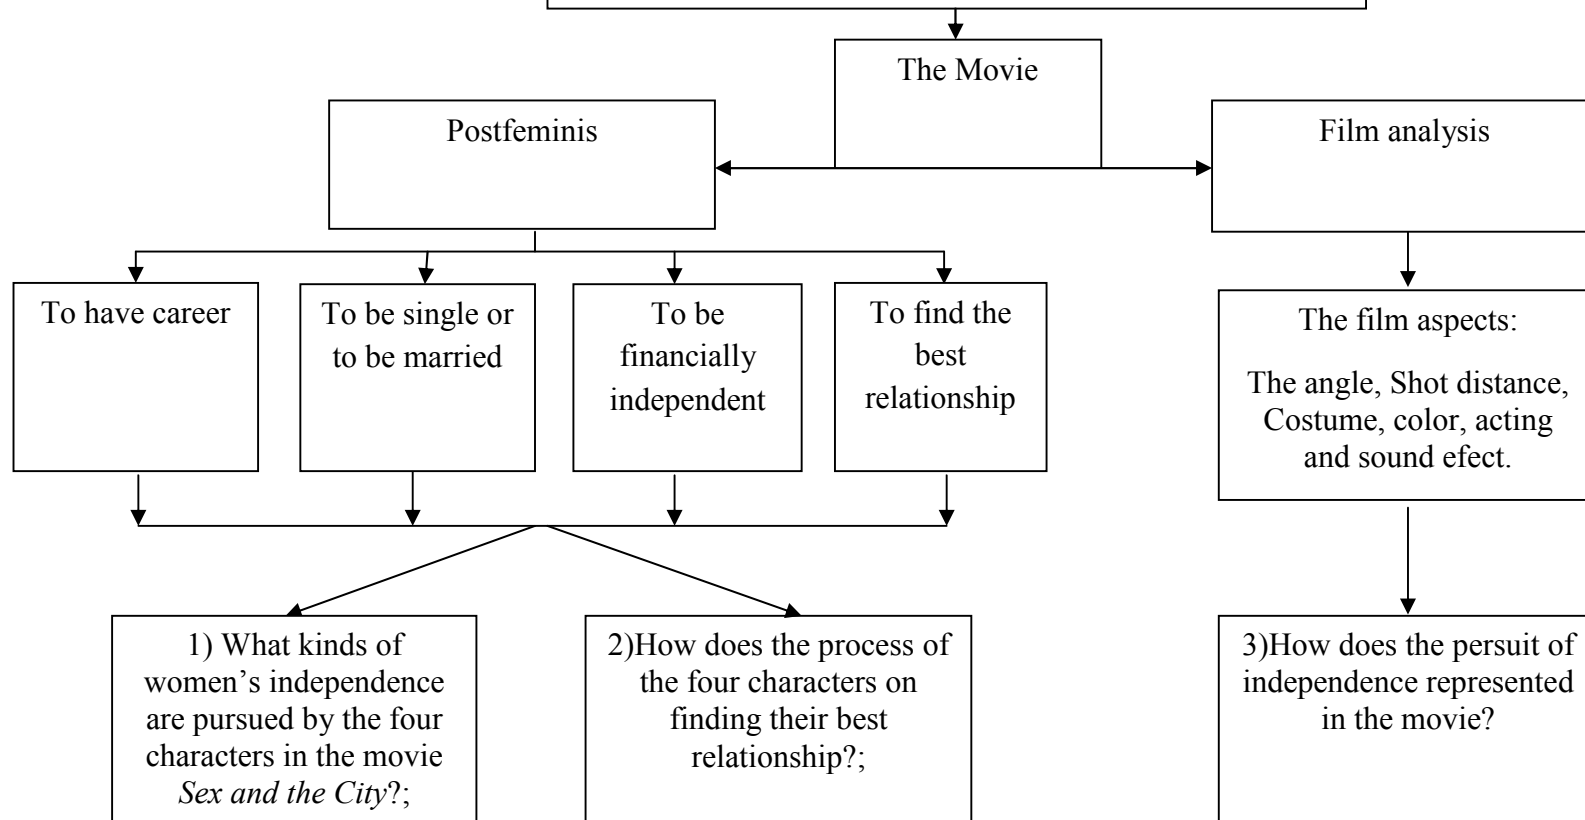 The Movie
Postfeminis
Film analysis
To have career
To be single or
to be married
To be
financially
independent
To find the
best
relationship
The film aspects:
The angle, Shot distance,
Costume, color, acting
and sound efect.
1) What kinds of
women’s independence
are pursued by the four
characters in the movie
Sex and the City?;
2)How does the process of
the four characters on
finding their best
relationship?;
3)How does the persuit of
independence represented
in the movie?